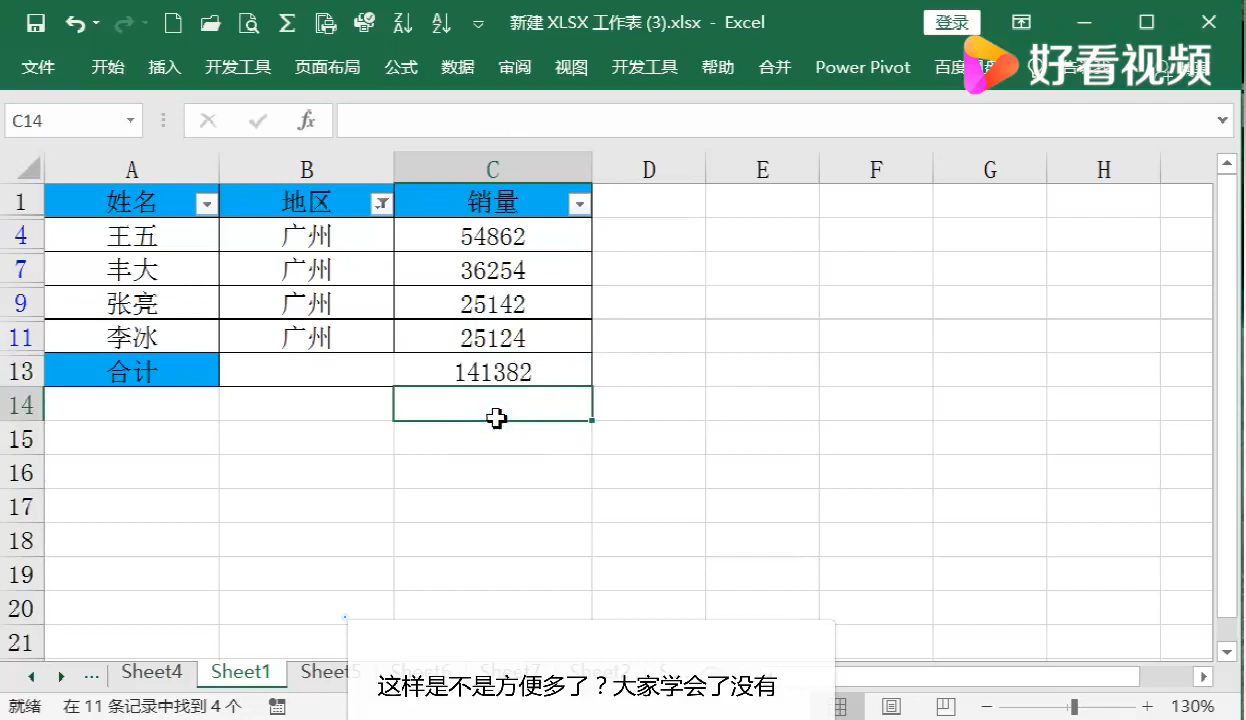 新建 XLSX 工作表 (3).xlsx - Excel
登录
文件 开始 插入 开发工具 页面布局 公式 数据 审阅 视图 开发工具 帮助 合并 Power Pivot 百度
好看视频
C14
fx
A B C D E F G H
1 姓名 地区 销量
4 王五 广州 54862
7 丰大 广州 36254
9 张亮 广州 25142
11 李冰 广州 25124
13 合计 141382
14
15
16
17
18
19
20
21
... Sheet4 Sheet1 Sheet5 Sheet6 Sheet7 Sheet2
这样是不是方便多了？大家学会了没有
就绪 在 11 条记录中找到 4 个 130%